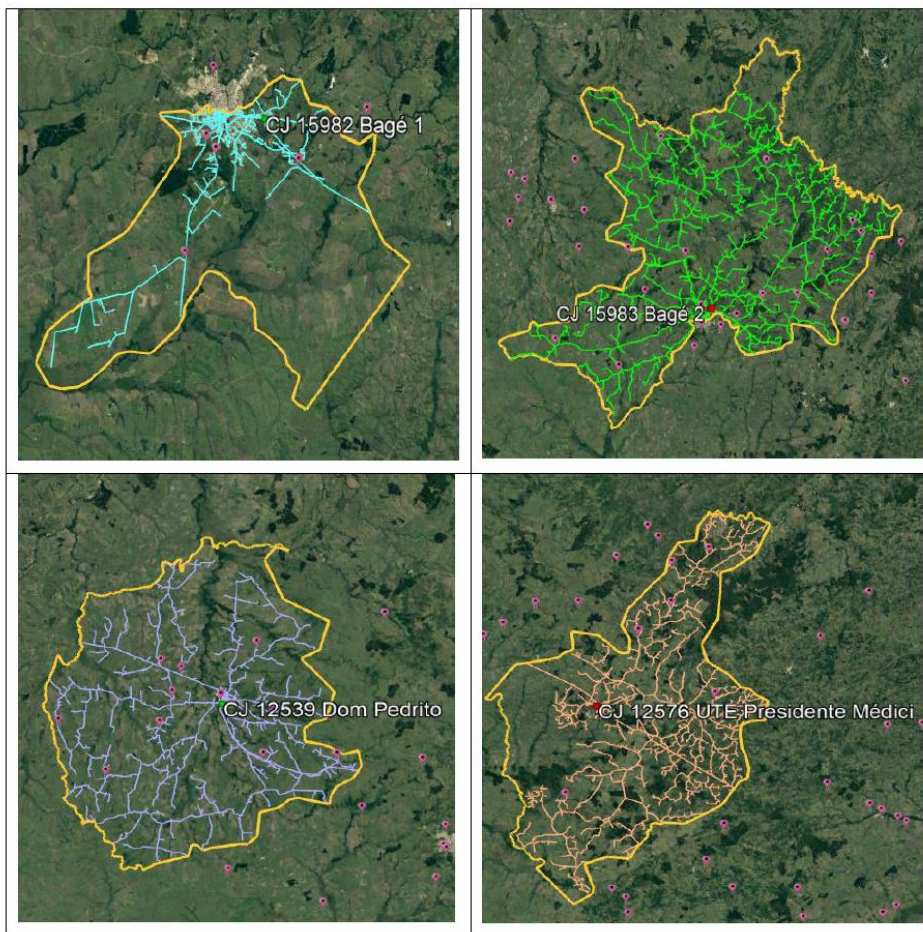 CJ 15982 Bagé 1
CJ 15983 Bagé 2
CJ 12539 Dom Pedrito
CJ 12576 UTE Presidente Médici